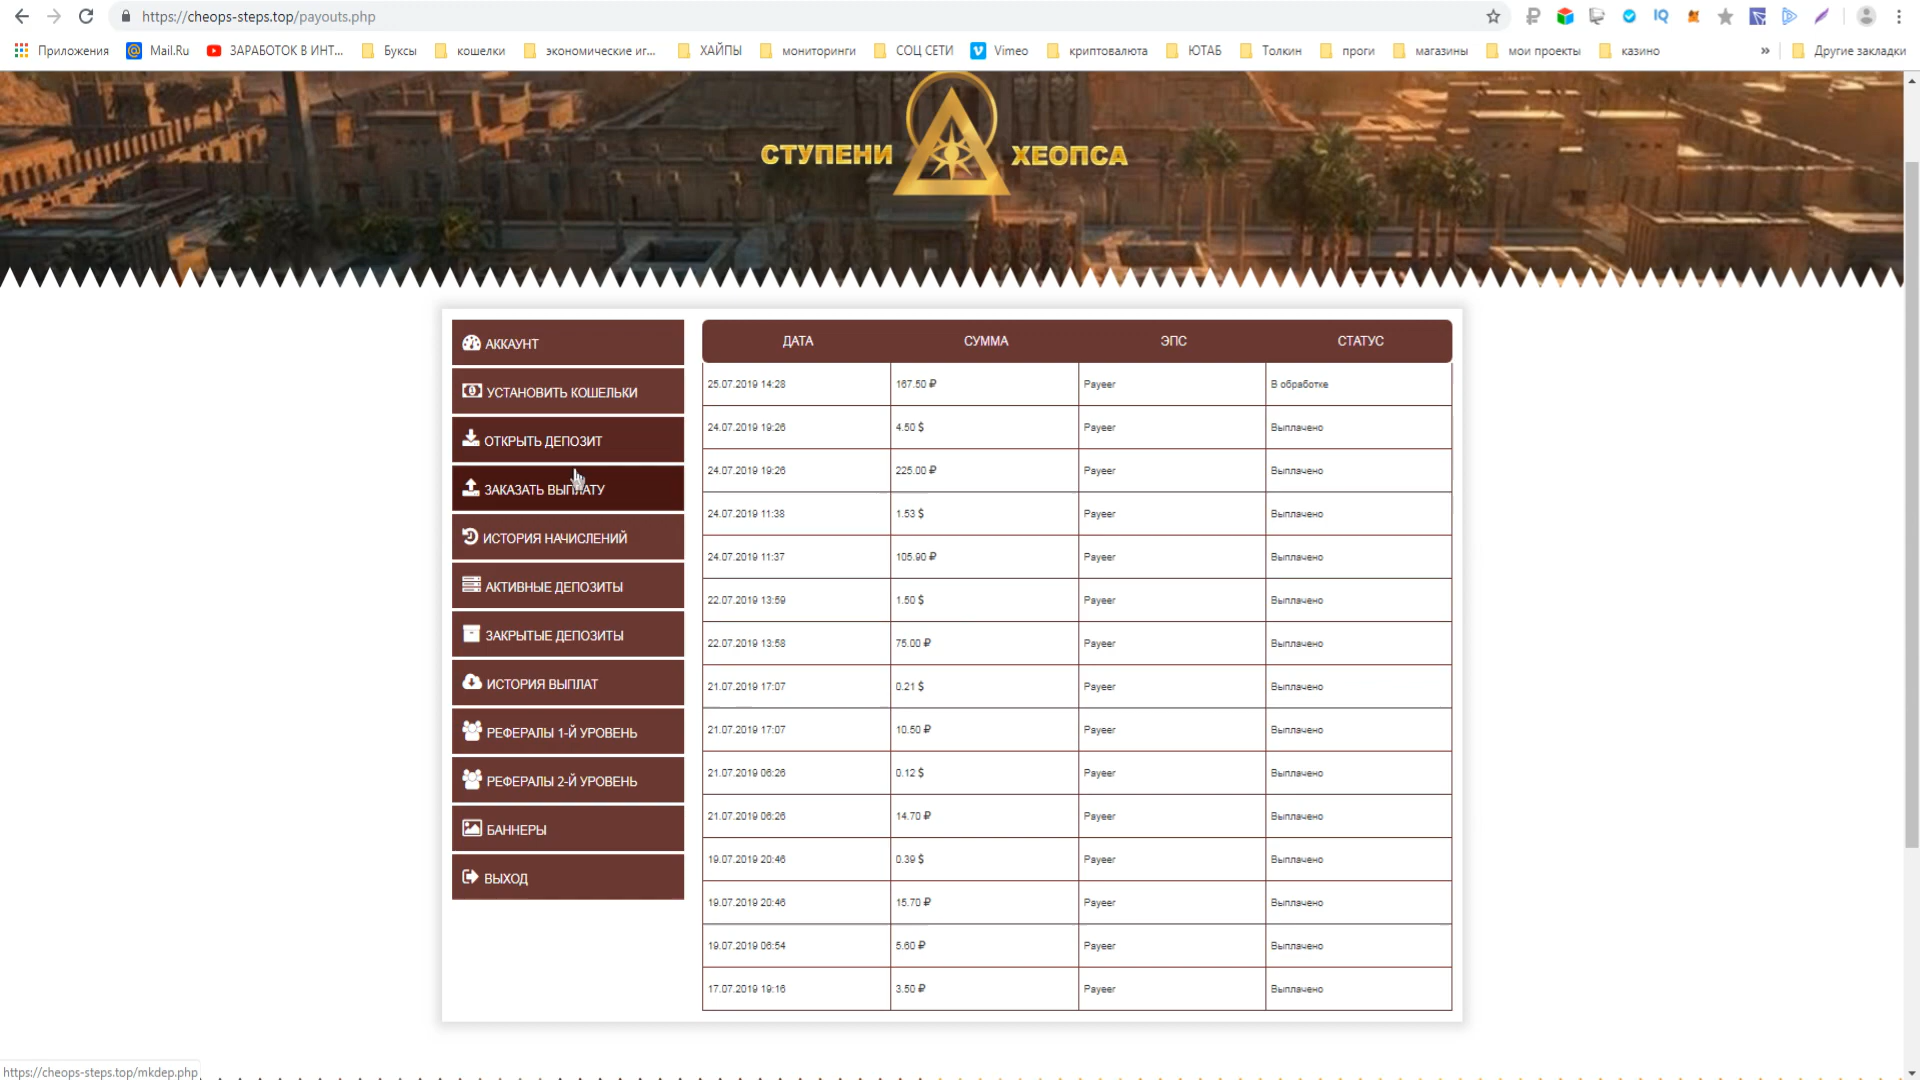 https://cheops-steps.top/payouts.php
Приложения Mail.Ru ЗАРАБОТОК В ИНТ... Буксы кошелки экономические иг... ХАЙПЫ мониторинги СОЦ СЕТИ Vimeo криптовалюта ЮТАБ Толкин проги магазины мои проекты казино » Другие закладки
СТУПЕНИ ХЕОПСА
АККАУНТ
УСТАНОВИТЬ КОШЕЛЬКИ
ОТКРЫТЬ ДЕПОЗИТ
ЗАКАЗАТЬ ВЫПЛАТУ
ИСТОРИЯ НАЧИСЛЕНИЙ
АКТИВНЫЕ ДЕПОЗИТЫ
ЗАКРЫТЫЕ ДЕПОЗИТЫ
ИСТОРИЯ ВЫПЛАТ
РЕФЕРАЛЫ 1-Й УРОВЕНЬ
РЕФЕРАЛЫ 2-Й УРОВЕНЬ
БАННЕРЫ
ВЫХОД
ДАТА СУММА ЭПС СТАТУС
25.07.2019 14:28 167.50 ₽ Payeer В обработке
24.07.2019 19:26 4.50 $ Payeer Выплачено
24.07.2019 19:26 225.00 ₽ Payeer Выплачено
24.07.2019 11:38 1.53 $ Payeer Выплачено
24.07.2019 11:37 105.90 ₽ Payeer Выплачено
22.07.2019 13:59 1.50 $ Payeer Выплачено
22.07.2019 13:58 75.00 ₽ Payeer Выплачено
21.07.2019 17:07 0.21 $ Payeer Выплачено
21.07.2019 17:07 10.50 ₽ Payeer Выплачено
21.07.2019 06:26 0.12 $ Payeer Выплачено
21.07.2019 06:26 14.70 ₽ Payeer Выплачено
19.07.2019 20:46 0.39 $ Payeer Выплачено
19.07.2019 20:46 15.70 ₽ Payeer Выплачено
19.07.2019 06:54 5.60 ₽ Payeer Выплачено
17.07.2019 19:16 3.50 ₽ Payeer Выплачено
https://cheops-steps.top/mkdep.php